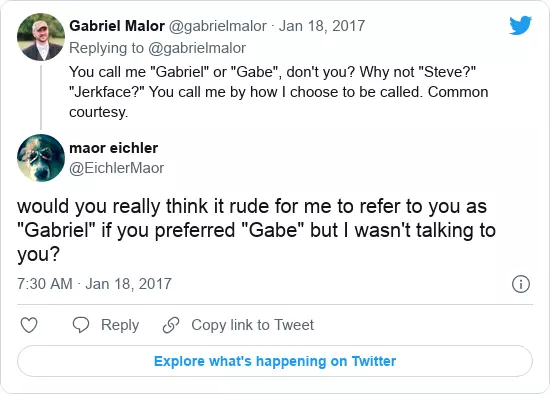 Gabriel Malor @gabrielmalor · Jan 18, 2017
Replying to @gabrielmalor
You call me "Gabriel" or "Gabe", don't you? Why not "Steve?"
"Jerkface?" You call me by how I choose to be called. Common
courtesy.
maor eichler
@EichlerMaor
would you really think it rude for me to refer to you as
"Gabriel" if you preferred "Gabe" but I wasn't talking to
you?
7:30 AM · Jan 18, 2017
Reply
Copy link to Tweet
Explore what's happening on Twitter